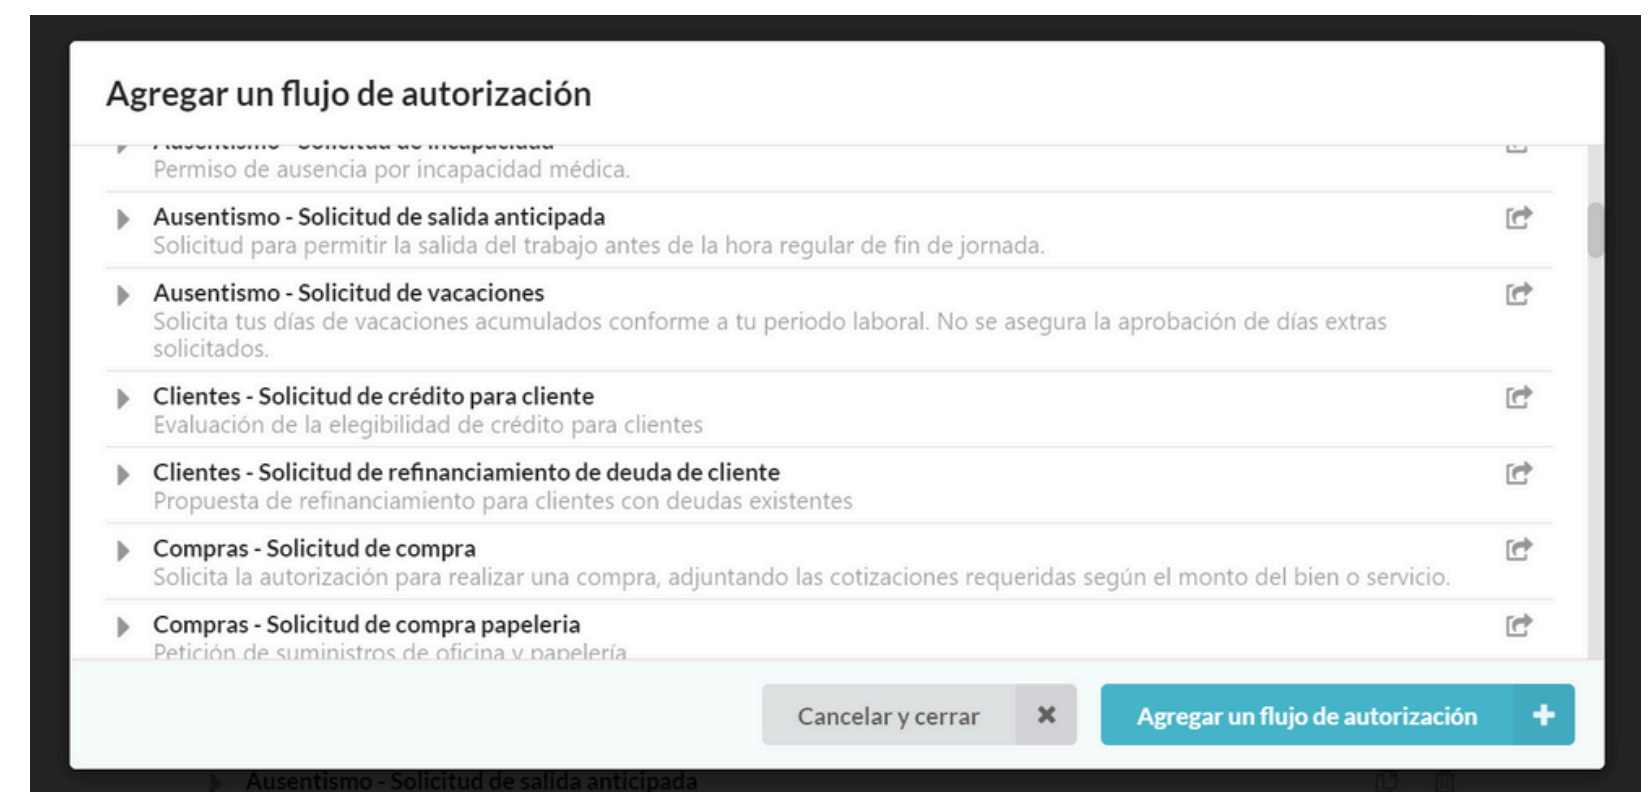 Agregar un flujo de autorización
Ausentismo - Solicitud de incapacidad
Permiso de ausencia por incapacidad médica.
Ausentismo - Solicitud de salida anticipada
Solicitud para permitir la salida del trabajo antes de la hora regular de fin de jornada.
Ausentismo - Solicitud de vacaciones
Solicita tus días de vacaciones acumulados conforme a tu periodo laboral. No se asegura la aprobación de días extras
solicitados.
Clientes - Solicitud de crédito para cliente
Evaluación de la elegibilidad de crédito para clientes
Clientes - Solicitud de refinanciamiento de deuda de cliente
Propuesta de refinanciamiento para clientes con deudas existentes
Compras - Solicitud de compra
Solicita la autorización para realizar una compra, adjuntando las cotizaciones requeridas según el monto del bien o servicio.
Compras - Solicitud de compra papeleria
Petición de suministros de oficina y papelería
Cancelar y cerrar
Agregar un flujo de autorización
Ausentismo - Solicitud de salida anticipada